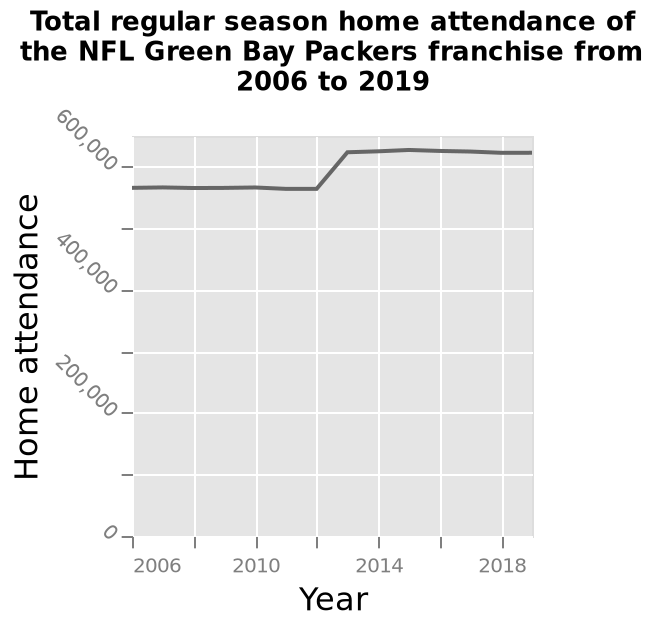 Total regular season home attendance of
the NFL Green Bay Packers franchise from
2006 to 2019
600,000
400,000
200,000
0
Home attendance
2006 2010 2014 2018
Year